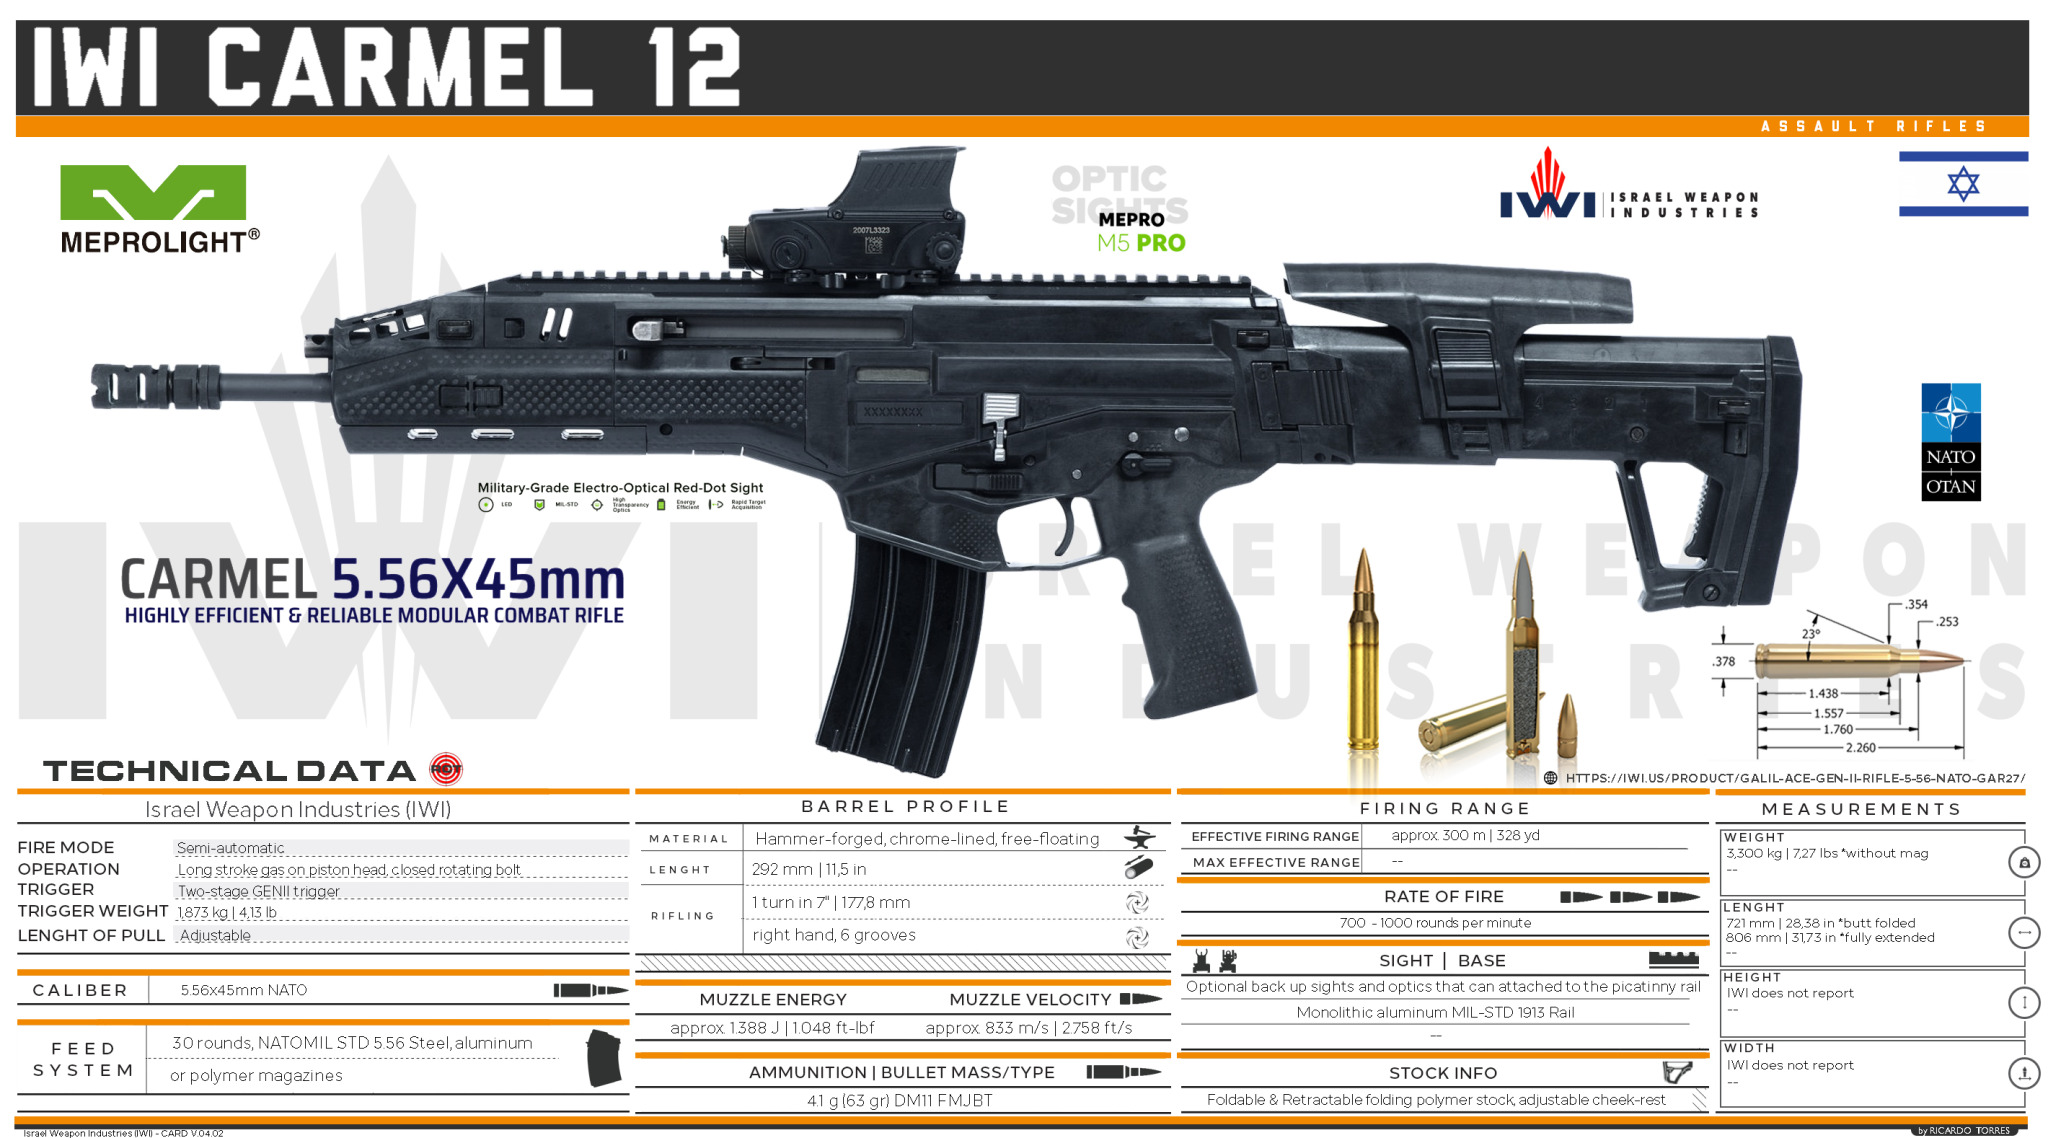 IWI CARMEL 12
ASSAULT RIFLES
MEPROLIGHT®
OPTIC
SIGHTS
MEPRO
M5 PRO
IWI ISRAEL WEAPON
INDUSTRIES
2007L3323
XXXXXXXX
NATO
OTAN
Military-Grade Electro-Optical Red-Dot Sight
LED
MIL-STD
High
Transparency
Optics
Energy
Efficient
Rapid Target
Acquisition
CARMEL 5.56X45mm
HIGHLY EFFICIENT & RELIABLE MODULAR COMBAT RIFLE
.354
.253
23°
.378
1.438
1.557
1.760
2.260
TECHNICAL DATA
HTTPS://IWI.US/PRODUCT/GALIL-ACE-GEN-II-RIFLE-5-56-NATO-GAR27/
Israel Weapon Industries (IWI)
FIRE MODE Semi-automatic
OPERATION Long stroke gas on piston head, closed rotating bolt
TRIGGER Two-stage GENII trigger
TRIGGER WEIGHT 1,873 kg | 4,13 lb
LENGHT OF PULL Adjustable
CALIBER 5.56x45mm NATO
FEED
SYSTEM
30 rounds, NATOMIL STD 5.56 Steel, aluminum
or polymer magazines
BARREL PROFILE
MATERIAL Hammer-forged, chrome-lined, free-floating
LENGHT 292 mm | 11,5 in
RIFLING
1 turn in 7" | 177,8 mm
right hand, 6 grooves
MUZZLE ENERGY MUZZLE VELOCITY
approx. 1.388 J | 1.048 ft-lbf approx. 833 m/s | 2.758 ft/s
AMMUNITION | BULLET MASS/TYPE
4.1 g (63 gr) DM11 FMJBT
FIRING RANGE
EFFECTIVE FIRING RANGE approx. 300 m | 328 yd
MAX EFFECTIVE RANGE --
RATE OF FIRE
700 - 1000 rounds per minute
SIGHT | BASE
Optional back up sights and optics that can attached to the picatinny rail
Monolithic aluminum MIL-STD 1913 Rail
--
STOCK INFO
Foldable & Retractable folding polymer stock, adjustable cheek-rest
MEASUREMENTS
WEIGHT
3,300 kg | 7,27 lbs *without mag
--
LENGHT
721 mm | 28,38 in *butt folded
806 mm | 31,73 in *fully extended
--
HEIGHT
IWI does not report
--
WIDTH
IWI does not report
--
Israel Weapon Industries (IWI) - CARD V.04.02
by RICARDO TORRES